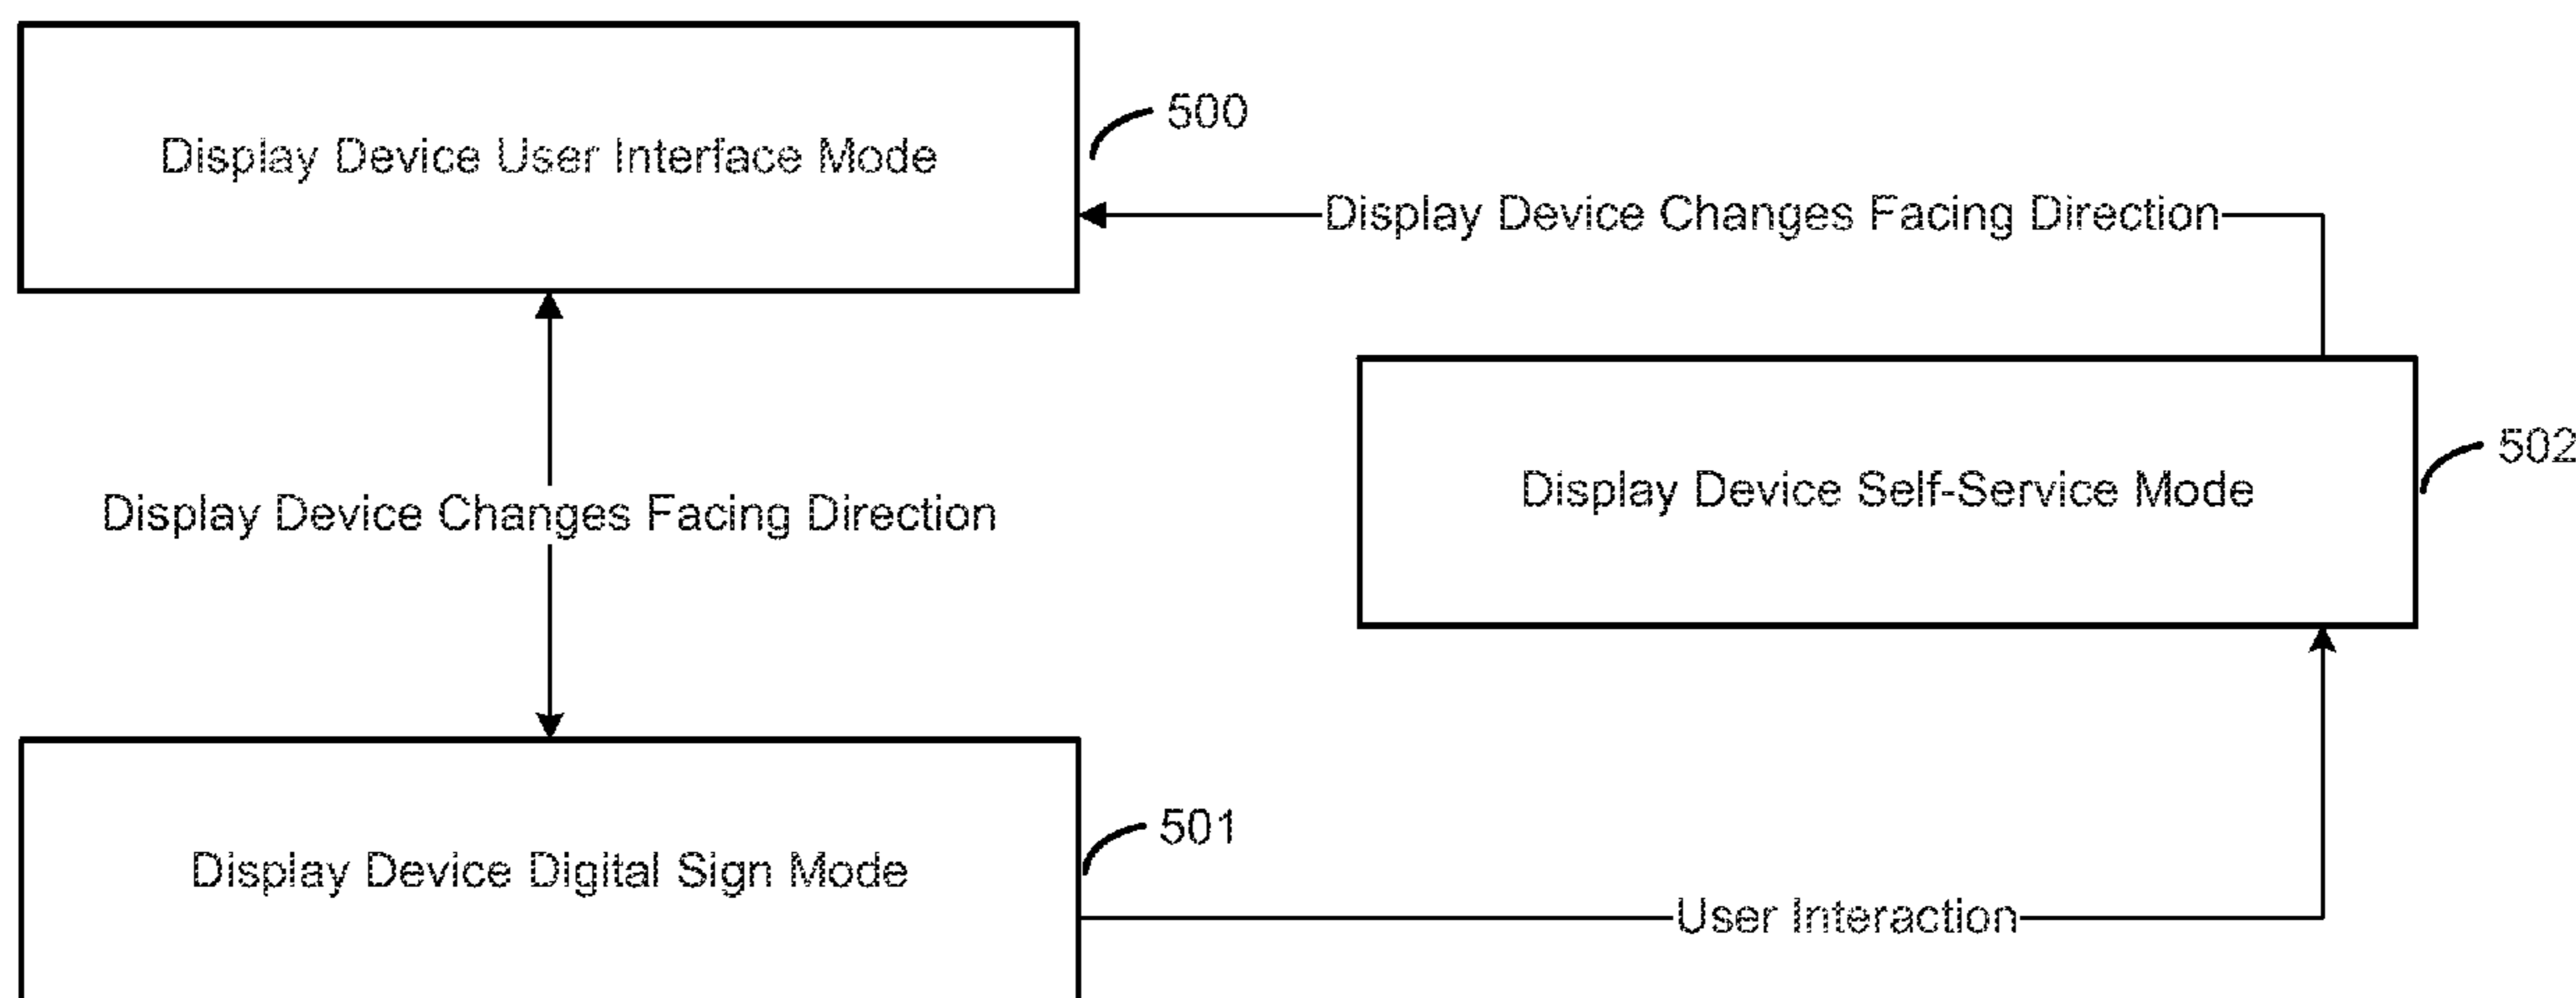 Display Device User Interface Mode
500
Display Device Changes Facing Direction
Display Device Self-Service Mode
502
Display Device Changes Facing Direction
Display Device Digital Sign Mode
501
User Interaction